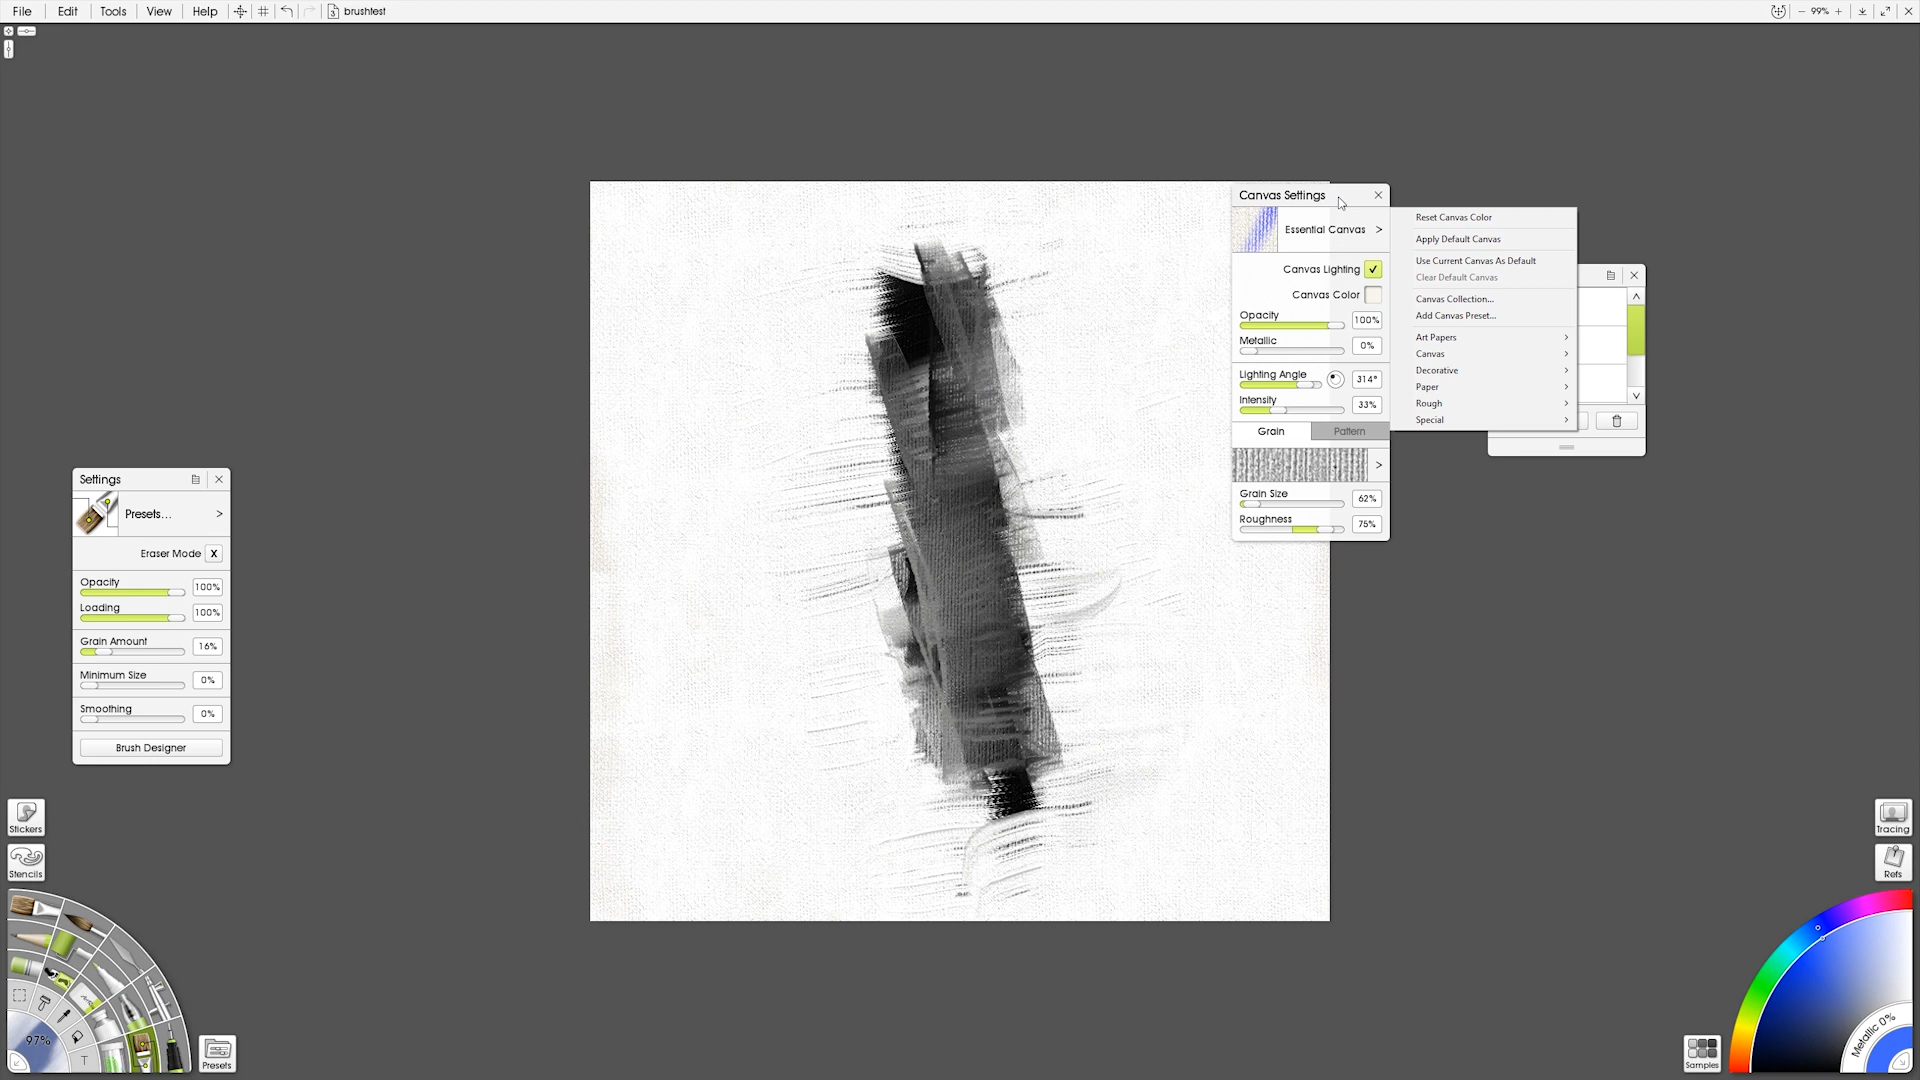 File Edit Tools View Help 3 brushtest − 99% +
Canvas Settings
Essential Canvas >
Canvas Lighting ✓
Canvas Color
Opacity 100%
Metallic 0%
Lighting Angle 314°
Intensity 33%
Grain Pattern
>
Grain Size 62%
Roughness 75%
Reset Canvas Color
Apply Default Canvas
Use Current Canvas As Default
Clear Default Canvas
Canvas Collection...
Add Canvas Preset...
Art Papers >
Canvas >
Decorative >
Paper >
Rough >
Special >
Settings
Presets... >
Eraser Mode X
Opacity 100%
Loading 100%
Grain Amount 16%
Minimum Size 0%
Smoothing 0%
Brush Designer
Stickers
Stencils
97%
T
Presets
Tracing
Refs
Metallic 0%
Samples